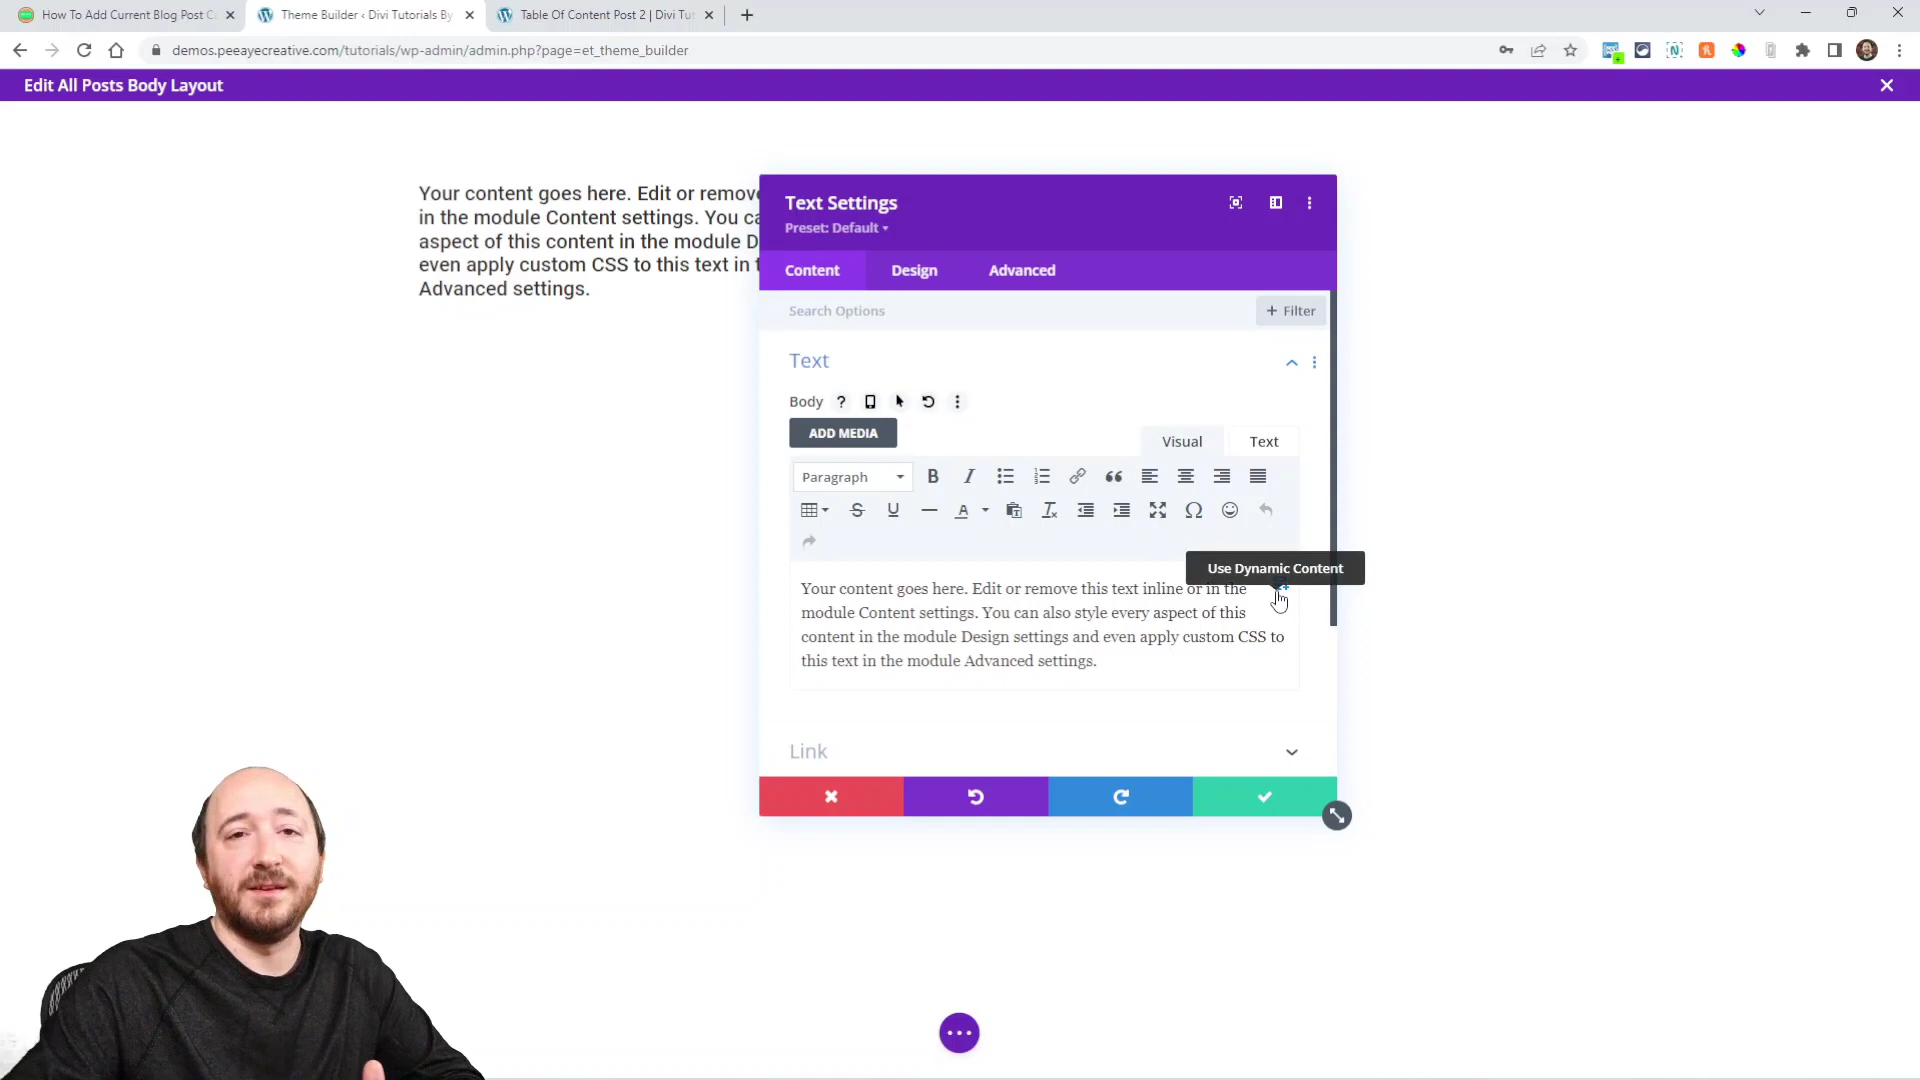 How To Add Current Blog Post C
Theme Builder ‹ Divi Tutorials By
Table Of Content Post 2 | Divi Tut
demos.peeayecreative.com/tutorials/wp-admin/admin.php?page=et_theme_builder
Edit All Posts Body Layout
Your content goes here. Edit or remove
in the module Content settings. You ca
aspect of this content in the module D
even apply custom CSS to this text in t
Advanced settings.
Text Settings
Preset: Default
Content
Design
Advanced
Search Options
+ Filter
Text
Body
ADD MEDIA
Visual
Text
Paragraph
Use Dynamic Content
Your content goes here. Edit or remove this text inline or in the
module Content settings. You can also style every aspect of this
content in the module Design settings and even apply custom CSS to
this text in the module Advanced settings.
Link